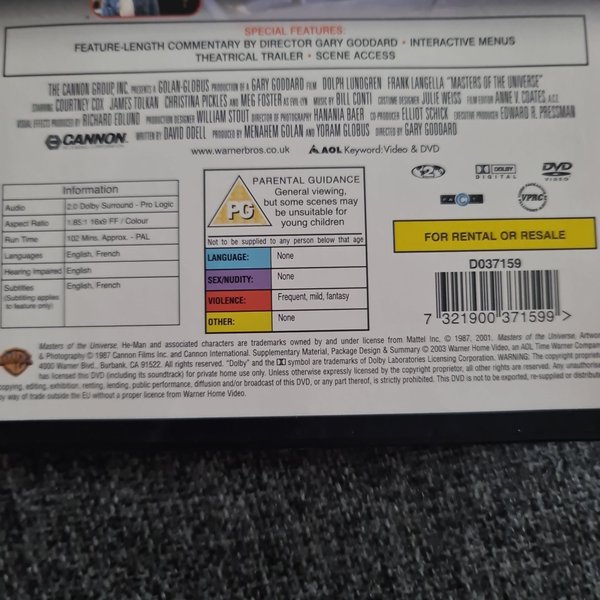 SPECIAL FEATURES:
FEATURE-LENGTH COMMENTARY BY DIRECTOR GARY GODDARD • INTERACTIVE MENUS
THEATRICAL TRAILER • SCENE ACCESS
THE CANNON GROUP, INC. PRESENTS A GOLAN-GLOBUS PRODUCTION OF A GARY GODDARD FILM DOLPH LUNDGREN FRANK LANGELLA "MASTERS OF THE UNIVERSE"
STARRING COURTNEY COX JAMES TOLKAN CHRISTINA PICKLES AND MEG FOSTER AS EVIL-LYN MUSIC BY BILL CONTI COSTUME DESIGNER JULIE WEISS FILM EDITOR ANNE V. COATES, A.C.E.
VISUAL EFFECTS PRODUCED BY RICHARD EDLUND PRODUCTION DESIGNER WILLIAM STOUT DIRECTOR OF PHOTOGRAPHY HANANIA BAER CO PRODUCER ELLIOT SCHICK EXECUTIVE PRODUCER EDWARD R. PRESSMAN
CANNON WRITTEN BY DAVID ODELL PRODUCED BY MENAHEM GOLAN AND YORAM GLOBUS DIRECTED BY GARY GODDARD
www.warnerbros.co.uk AOL Keyword: Video & DVD
Information
Audio 2.0 Dolby Surround - Pro Logic
Aspect Ratio 1.85:1 16x9 FF / Colour
Run Time 102 Mins. Approx. - PAL
Languages English, French
Hearing Impaired English
Subtitles English, French
(Subtitling applies
to feature only)
PG
PARENTAL GUIDANCE
General viewing,
but some scenes may
be unsuitable for
young children
Not to be supplied to any person below that age
LANGUAGE: None
SEX/NUDITY: None
VIOLENCE: Frequent, mild, fantasy
OTHER: None
2
DOLBY
DIGITAL
DVD
VIDEO
FACT
VPRC
FOR RENTAL OR RESALE
D037159
7 321900 371599 >
Masters of the Universe, He-Man and associated characters are trademarks owned by and under license from Mattel Inc. © 1987, 2001. Masters of the Universe, Artwor
& Photography © 1987 Cannon Films Inc. and Cannon International. Supplementary Material, Package Design & Summary © 2003 Warner Home Video, an AOL Time Warner Compan
4000 Warner Blvd., Burbank, CA 91522. All rights reserved. "Dolby" and the symbol are trademarks of Dolby Laboratories Licensing Corporation. WARNING: The copyright proprieto
has licensed this DVD (including its soundtrack) for private home use only. Unless otherwise expressly licensed by the copyright proprietor, all other rights are reserved. Any unauthorise
copying, editing, exhibition, renting, lending, public performance, diffusion and/or broadcast of this DVD, or any part thereof, is strictly prohibited. This DVD is not to be exported, re-supplied or distribute
by way of trade outside the EU without a proper licence from Warner Home Video.